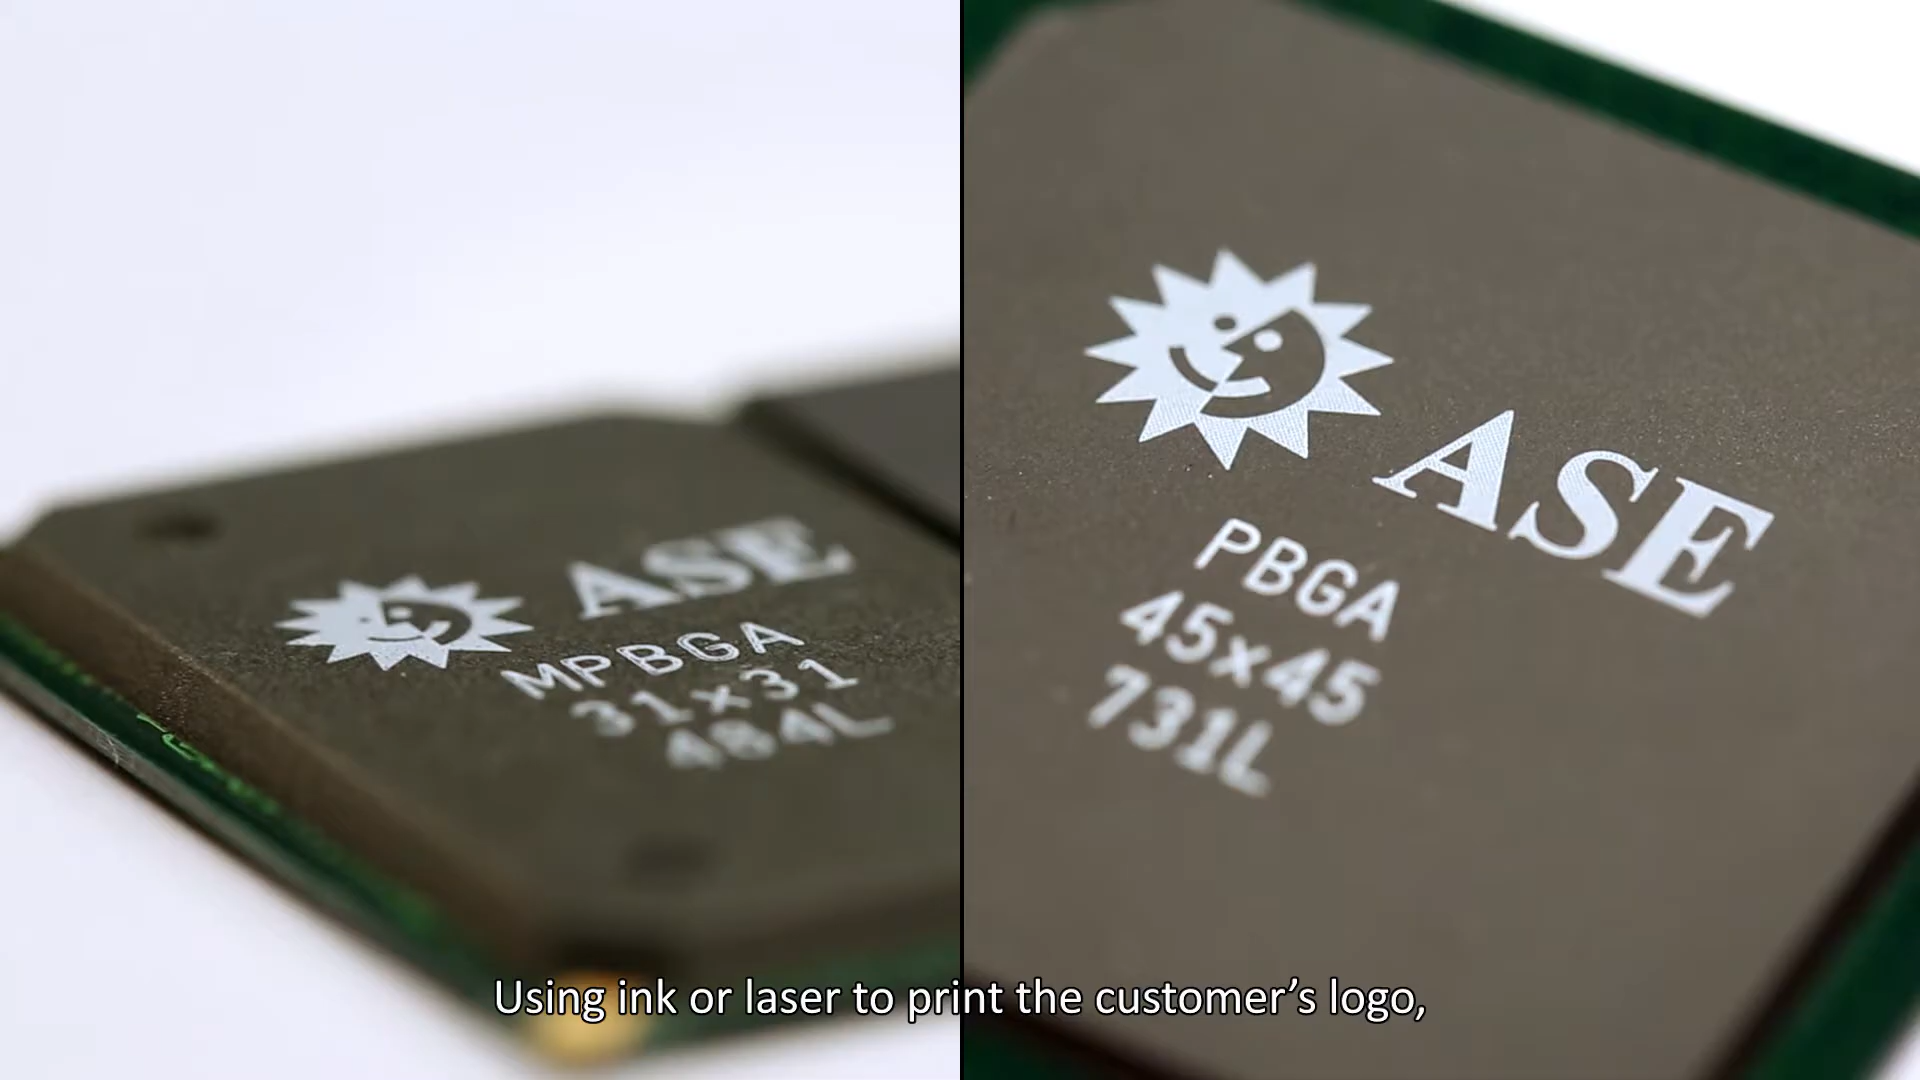 ASE
MPBGA
31x31
484L
ASE
PBGA
45x45
731L
Using ink or laser to print the customer’s logo,